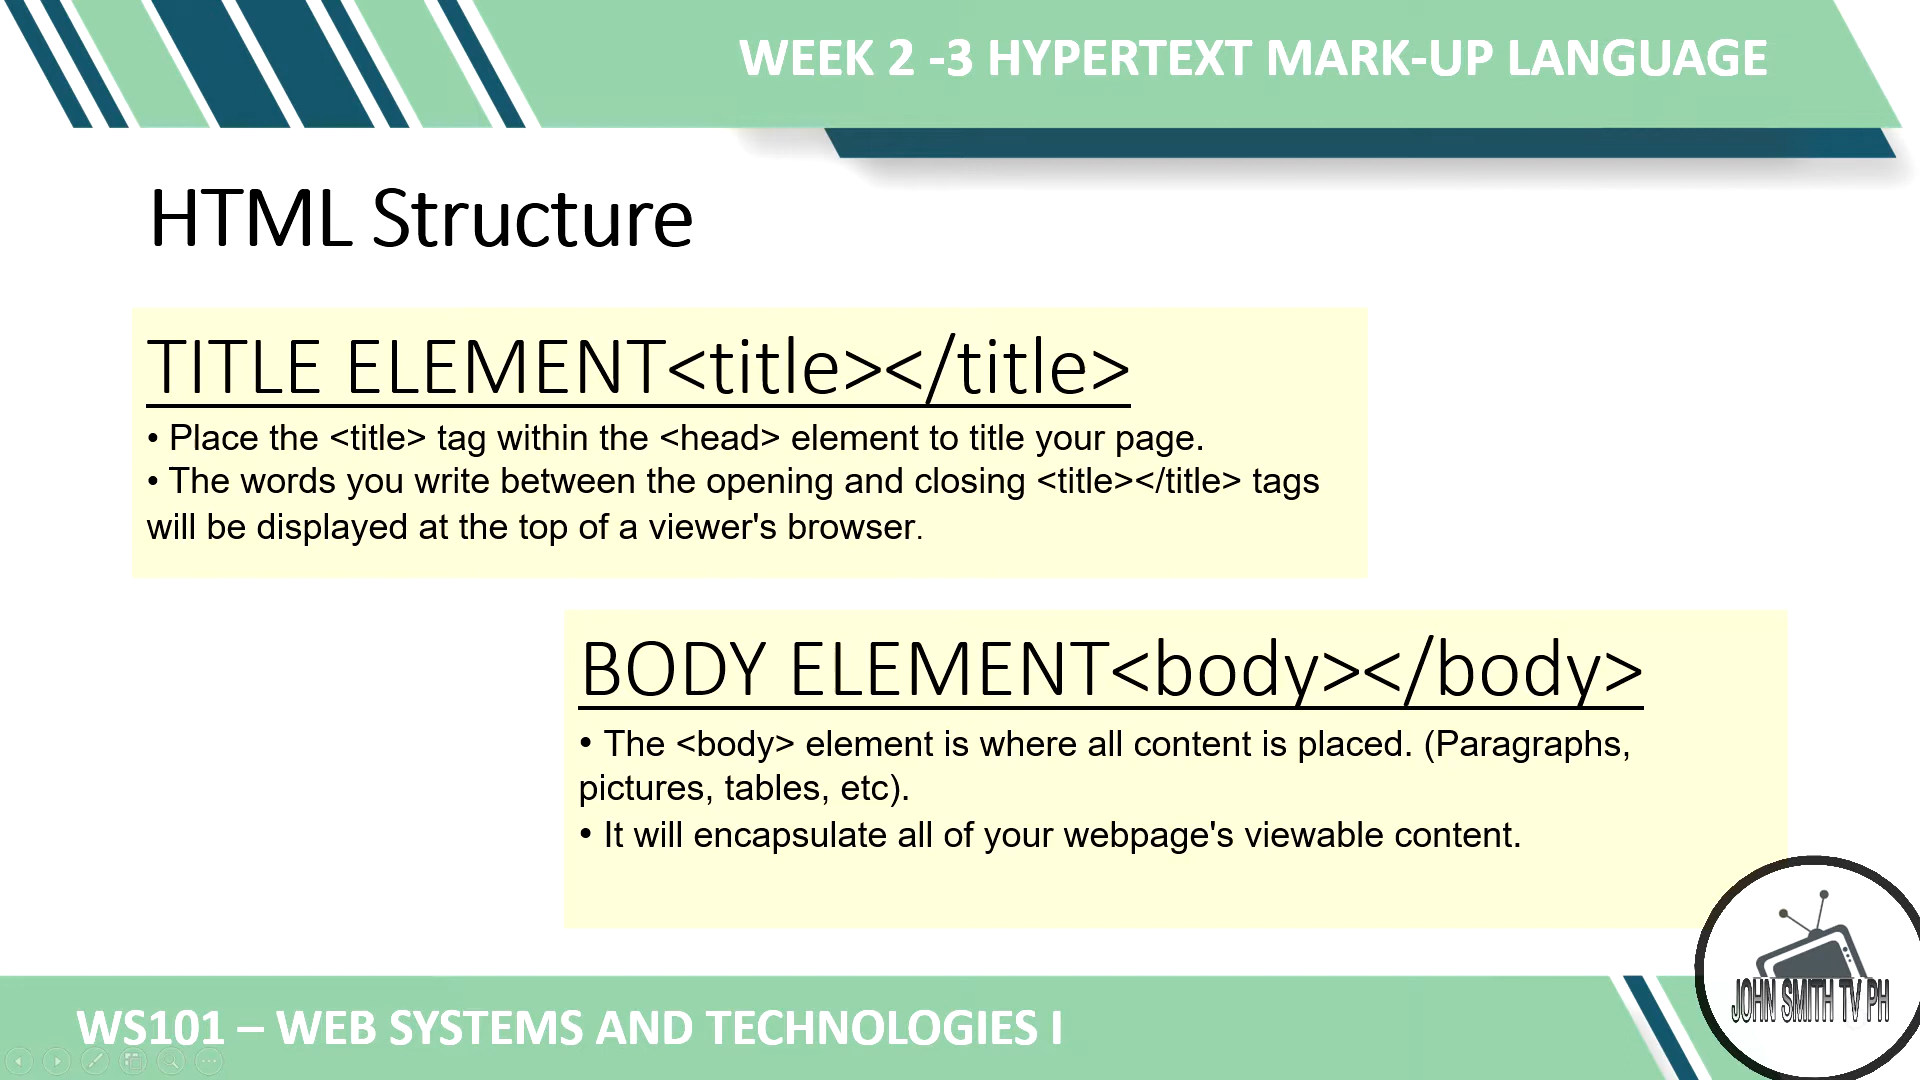 WEEK 2 -3 HYPERTEXT MARK-UP LANGUAGE
HTML Structure
TITLE ELEMENT<title></title>
• Place the <title> tag within the <head> element to title your page.
• The words you write between the opening and closing <title></title> tags
will be displayed at the top of a viewer's browser.
BODY ELEMENT<body></body>
• The <body> element is where all content is placed. (Paragraphs,
pictures, tables, etc).
• It will encapsulate all of your webpage's viewable content.
JOHN SMITH TV PH
WS101 – WEB SYSTEMS AND TECHNOLOGIES I